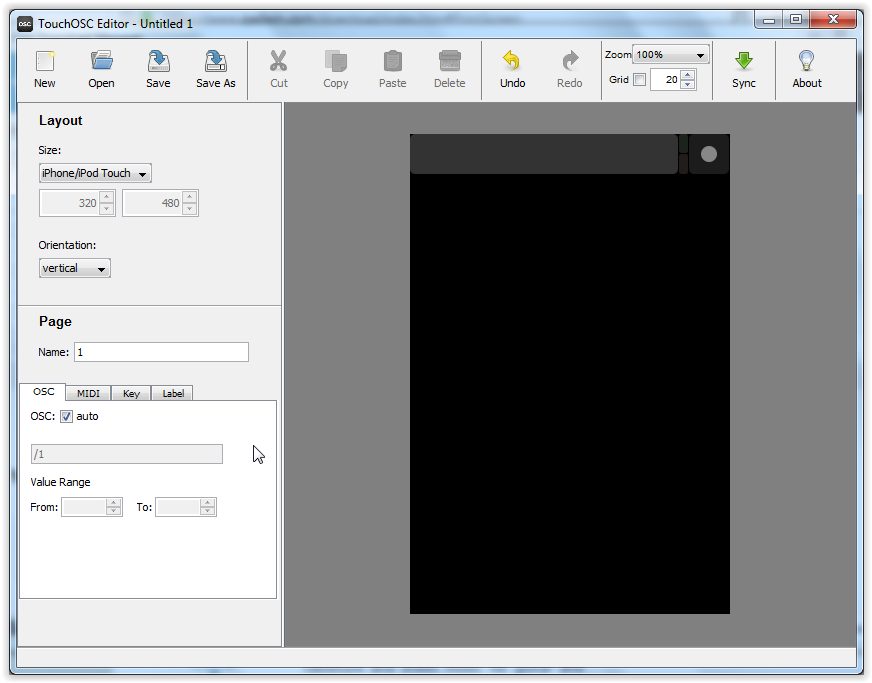 OSC TouchOSC Editor - Untitled 1
New Open Save Save As Cut Copy Paste Delete Undo Redo Zoom 100% Grid 20 Sync About
Layout
Size:
iPhone/iPod Touch
320 480
Orientation:
vertical
Page
Name: 1
OSC MIDI Key Label
OSC: auto
/1
Value Range
From: To: